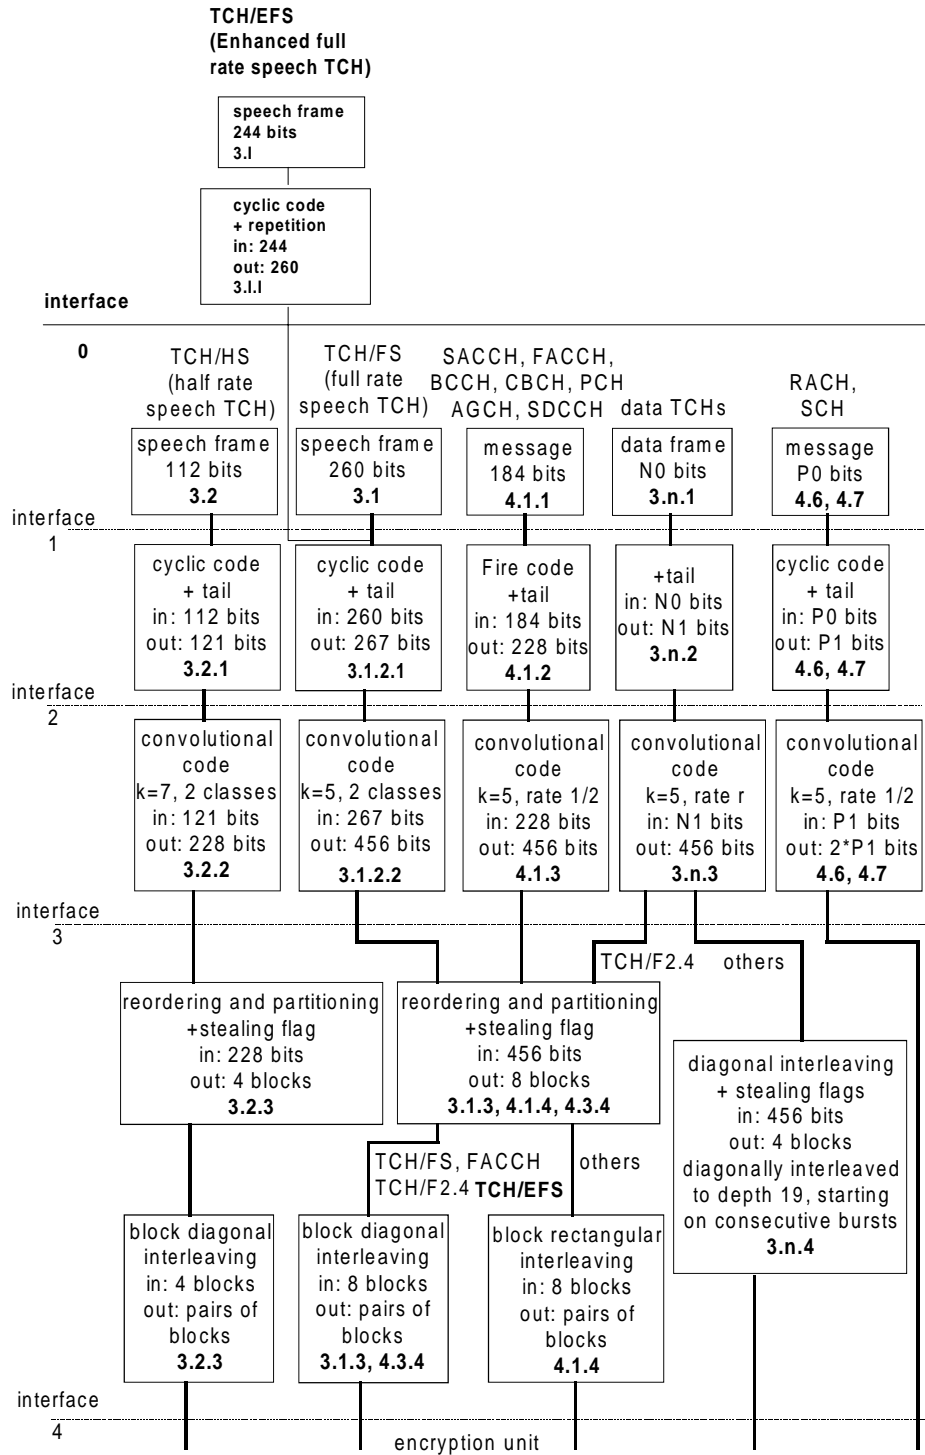 TCH/EFS
(Enhanced full
rate speech TCH)
speech frame
244 bits
3.I
cyclic code
+ repetition
in: 244
out: 260
3.I.I
interface
0
TCH/HS
(half rate
speech TCH)
TCH/FS
(full rate
speech TCH)
SACCH, FACCH,
BCCH, CBCH, PCH
AGCH, SDCCH
data TCHs
RACH,
SCH
speech frame
112 bits
3.2
speech frame
260 bits
3.1
message
184 bits
4.1.1
data frame
N0 bits
3.n.1
message
P0 bits
4.6, 4.7
interface
1
cyclic code
+ tail
in: 112 bits
out: 121 bits
3.2.1
cyclic code
+ tail
in: 260 bits
out: 267 bits
3.1.2.1
Fire code
+tail
in: 184 bits
out: 228 bits
4.1.2
+tail
in: N0 bits
out: N1 bits
3.n.2
cyclic code
+ tail
in: P0 bits
out: P1 bits
4.6, 4.7
interface
2
convolutional
code
k=7, 2 classes
in: 121 bits
out: 228 bits
3.2.2
convolutional
code
k=5, 2 classes
in: 267 bits
out: 456 bits
3.1.2.2
convolutional
code
k=5, rate 1/2
in: 228 bits
out: 456 bits
4.1.3
convolutional
code
k=5, rate r
in: N1 bits
out: 456 bits
3.n.3
convolutional
code
k=5, rate 1/2
in: P1 bits
out: 2*P1 bits
4.6, 4.7
interface
3
TCH/F2.4
others
reordering and partitioning
+stealing flag
in: 228 bits
out: 4 blocks
3.2.3
reordering and partitioning
+stealing flag
in: 456 bits
out: 8 blocks
3.1.3, 4.1.4, 4.3.4
diagonal interleaving
+ stealing flags
in: 456 bits
out: 4 blocks
diagonally interleaved
to depth 19, starting
on consecutive bursts
3.n.4
TCH/FS, FACCH
TCH/F2.4 TCH/EFS
others
block diagonal
interleaving
in: 4 blocks
out: pairs of
blocks
3.2.3
block diagonal
interleaving
in: 8 blocks
out: pairs of
blocks
3.1.3, 4.3.4
block rectangular
interleaving
in: 8 blocks
out: pairs of
blocks
4.1.4
interface
4
encryption unit